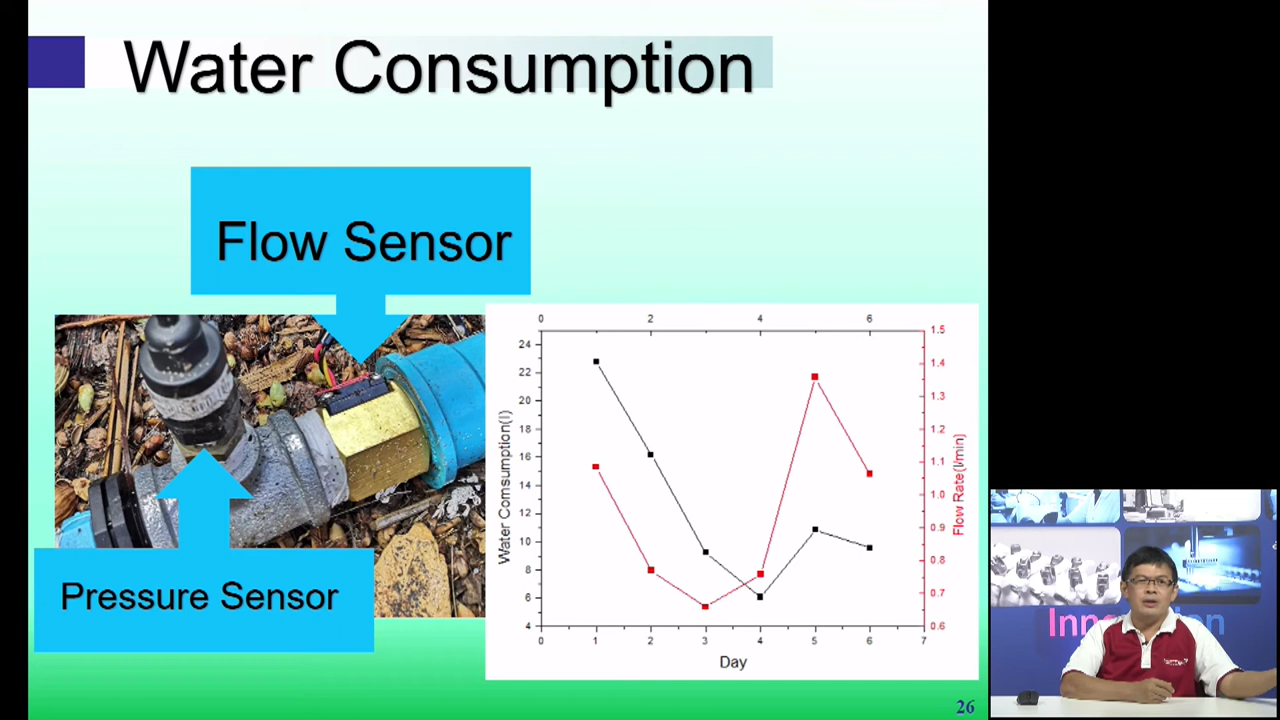 Water Consumption
Flow Sensor
Pressure Sensor
0 2 4 6
24
22
20
18
16
14
12
10
8
6
4
Water Comsumption(l)
1.5
1.4
1.3
1.2
1.1
1.0
0.9
0.8
0.7
0.6
Flow Rate(l/min)
0 1 2 3 4 5 6 7
Day
26